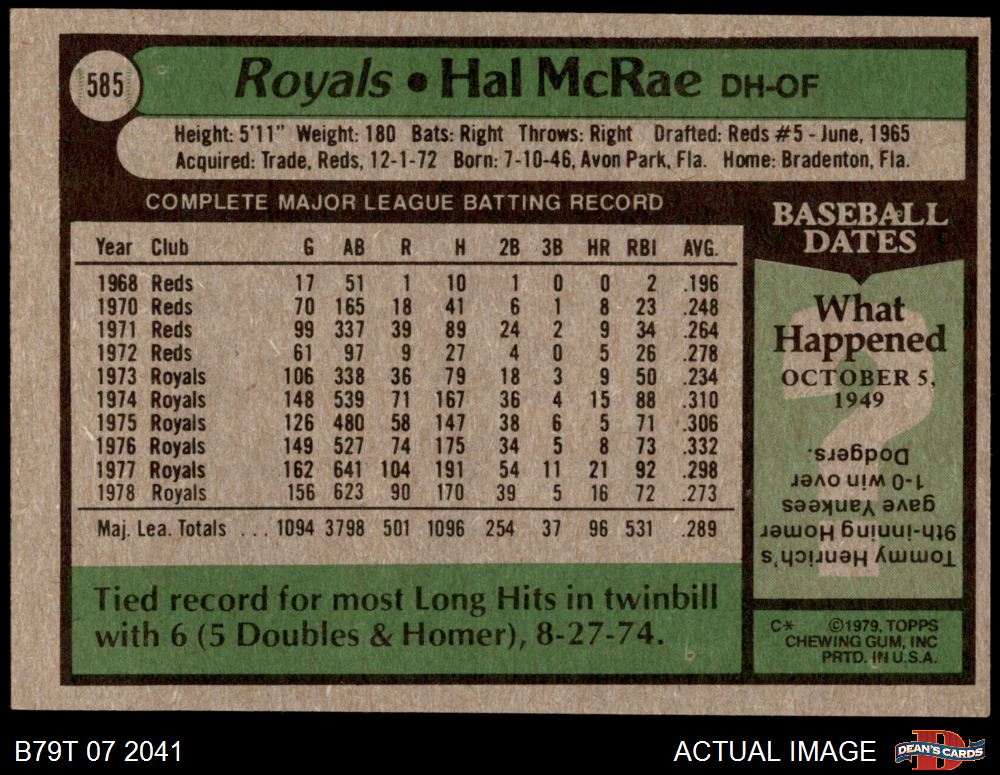 585
Royals • Hal McRae DH-OF
Height: 5'11" Weight: 180 Bats: Right Throws: Right Drafted: Reds #5 - June, 1965
Acquired: Trade, Reds, 12-1-72 Born: 7-10-46, Avon Park, Fla. Home: Bradenton, Fla.
COMPLETE MAJOR LEAGUE BATTING RECORD
Year Club G AB R H 2B 3B HR RBI AVG.
1968 Reds 17 51 1 10 1 0 0 2 .196
1970 Reds 70 165 18 41 6 1 8 23 .248
1971 Reds 99 337 39 89 24 2 9 34 .264
1972 Reds 61 97 9 27 4 0 5 26 .278
1973 Royals 106 338 36 79 18 3 9 50 .234
1974 Royals 148 539 71 167 36 4 15 88 .310
1975 Royals 126 480 58 147 38 6 5 71 .306
1976 Royals 149 527 74 175 34 5 8 73 .332
1977 Royals 162 641 104 191 54 11 21 92 .298
1978 Royals 156 623 90 170 39 5 16 72 .273
Maj. Lea. Totals ... 1094 3798 501 1096 254 37 96 531 .289
Tied record for most Long Hits in twinbill
with 6 (5 Doubles & Homer), 8-27-74.
BASEBALL
DATES
What
Happened
OCTOBER 5,
1949
?
Tommy Henrich's
9th-inning Homer
gave Yankees
1-0 win over
Dodgers.
C* ©1979, TOPPS
CHEWING GUM, INC
PRTD. IN U.S.A.
B79T 07 2041
ACTUAL IMAGE
D
DEAN'S CARDS